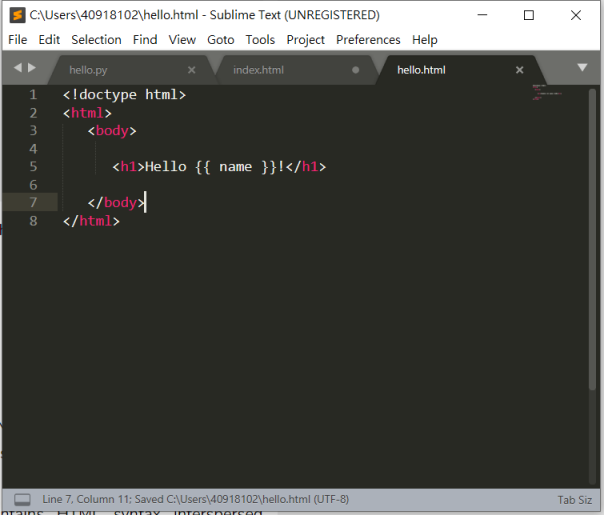 C:\Users\40918102\hello.html - Sublime Text (UNREGISTERED)
File Edit Selection Find View Goto Tools Project Preferences Help
hello.py index.html hello.html
1 <!doctype html>
2 <html>
3 <body>
4
5 <h1>Hello {{ name }}!</h1>
6
7 </body>
8 </html>
Line 7, Column 11; Saved C:\Users\40918102\hello.html (UTF-8) Tab Siz
ntains HTML syntax interspersed